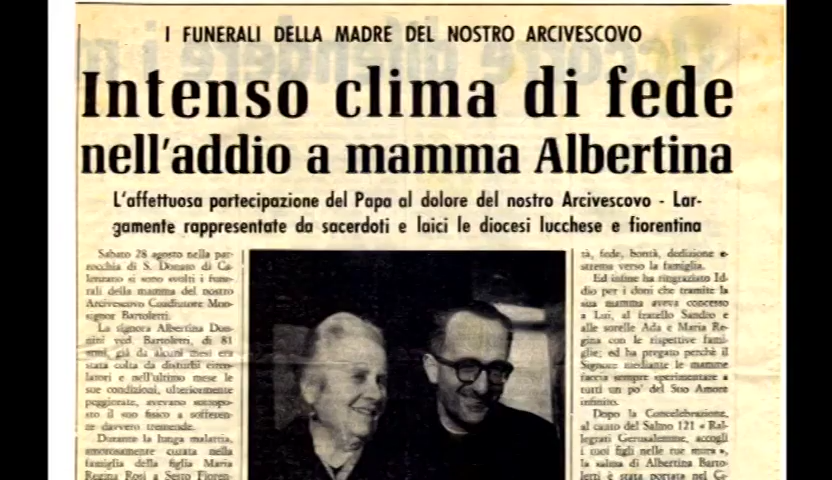 I FUNERALI DELLA MADRE DEL NOSTRO ARCIVESCOVO
Intenso clima di fede
nell'addio a mamma Albertina
L'affettuosa partecipazione del Papa al dolore del nostro Arcivescovo - Lar-
gamente rappresentate da sacerdoti e laici le diocesi lucchese e fiorentina
Sabato 28 agosto nella par-
rocchia di S. Donato di Ca-
lenzano si sono svolti i fune-
rali della mamma del nostro
Arcivescovo Coadiutore Mon-
signor Bartoletti.
La signora Albertina Don-
nini ved. Bartoletti, di 81
anni, già da alcuni mesi era
stata colta da disturbi circo-
latori e nell'ultimo mese le
sue condizioni, ulteriormente
peggiorate, avevano sottopo-
sto il suo fisico a sofferen-
ze davvero tremende.
Durante la lunga malattia,
amorosamente curata nella
famiglia della figlia Maria
Regina Rosi a Sesto Fioren-
tà, fede, bontà, dedizione e-
strema verso la famiglia.
Ed infine ha ringraziato Id-
dio per i doni che tramite la
sua mamma aveva concesso
a Lui, al fratello Sandro e
alle sorelle Ada e Maria Re-
gina con le rispettive fami-
glie; ed ha pregato perchè il
Signore mediante le mamme
faccia sempre sperimentare a
tutti un po' del Suo Amore
infinito.
Dopo la Concelebrazione,
al canto del Salmo 121 « Ral-
legrati Gerusalemme, accogli
i tuoi figli nelle tue mura »,
la salma di Albertina Barto-
letti è stata portata nel Ci-